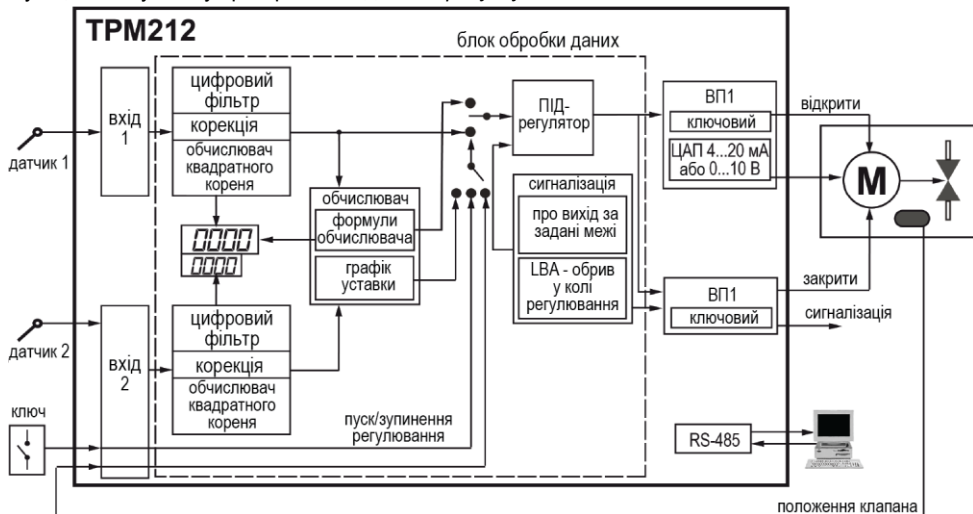 ТРМ212
блок обробки даних
вхід
1
цифровий
фільтр
корекція
обчислювач
квадратного
кореня
датчик 1
ПІД-
регулятор
ВП1
ключовий
ЦАП 4...20 мА
або 0...10 В
відкрити
М
обчислювач
формули
обчислювача
графік
уставки
сигналізація
про вихід за
задані межі
LBA - обрив
у колі
регулювання
0000
0000
закрити
ВП1
ключовий
сигналізація
датчик 2
вхід
2
цифровий
фільтр
корекція
обчислювач
квадратного
кореня
ключ
пуск/зупинення
регулювання
RS-485
положення клапана